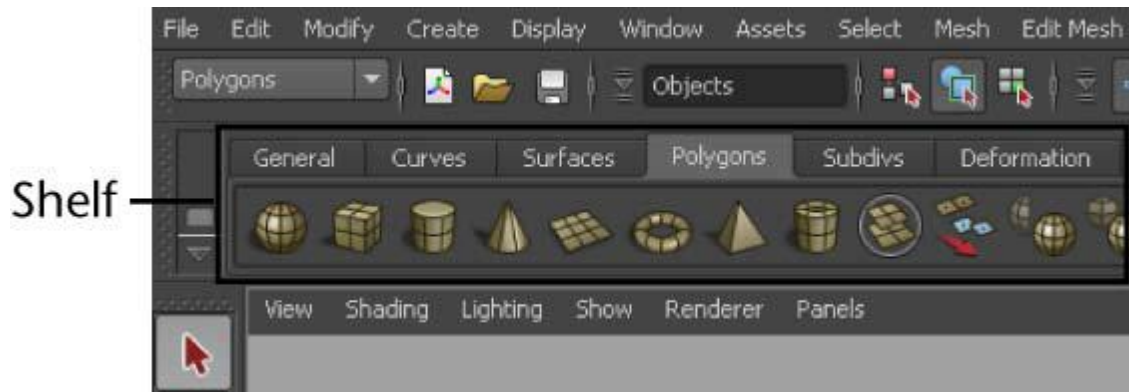 File Edit Modify Create Display Window Assets Select Mesh Edit Mesh
Polygons Objects
General Curves Surfaces Polygons Subdivs Deformation
Shelf
View Shading Lighting Show Renderer Panels